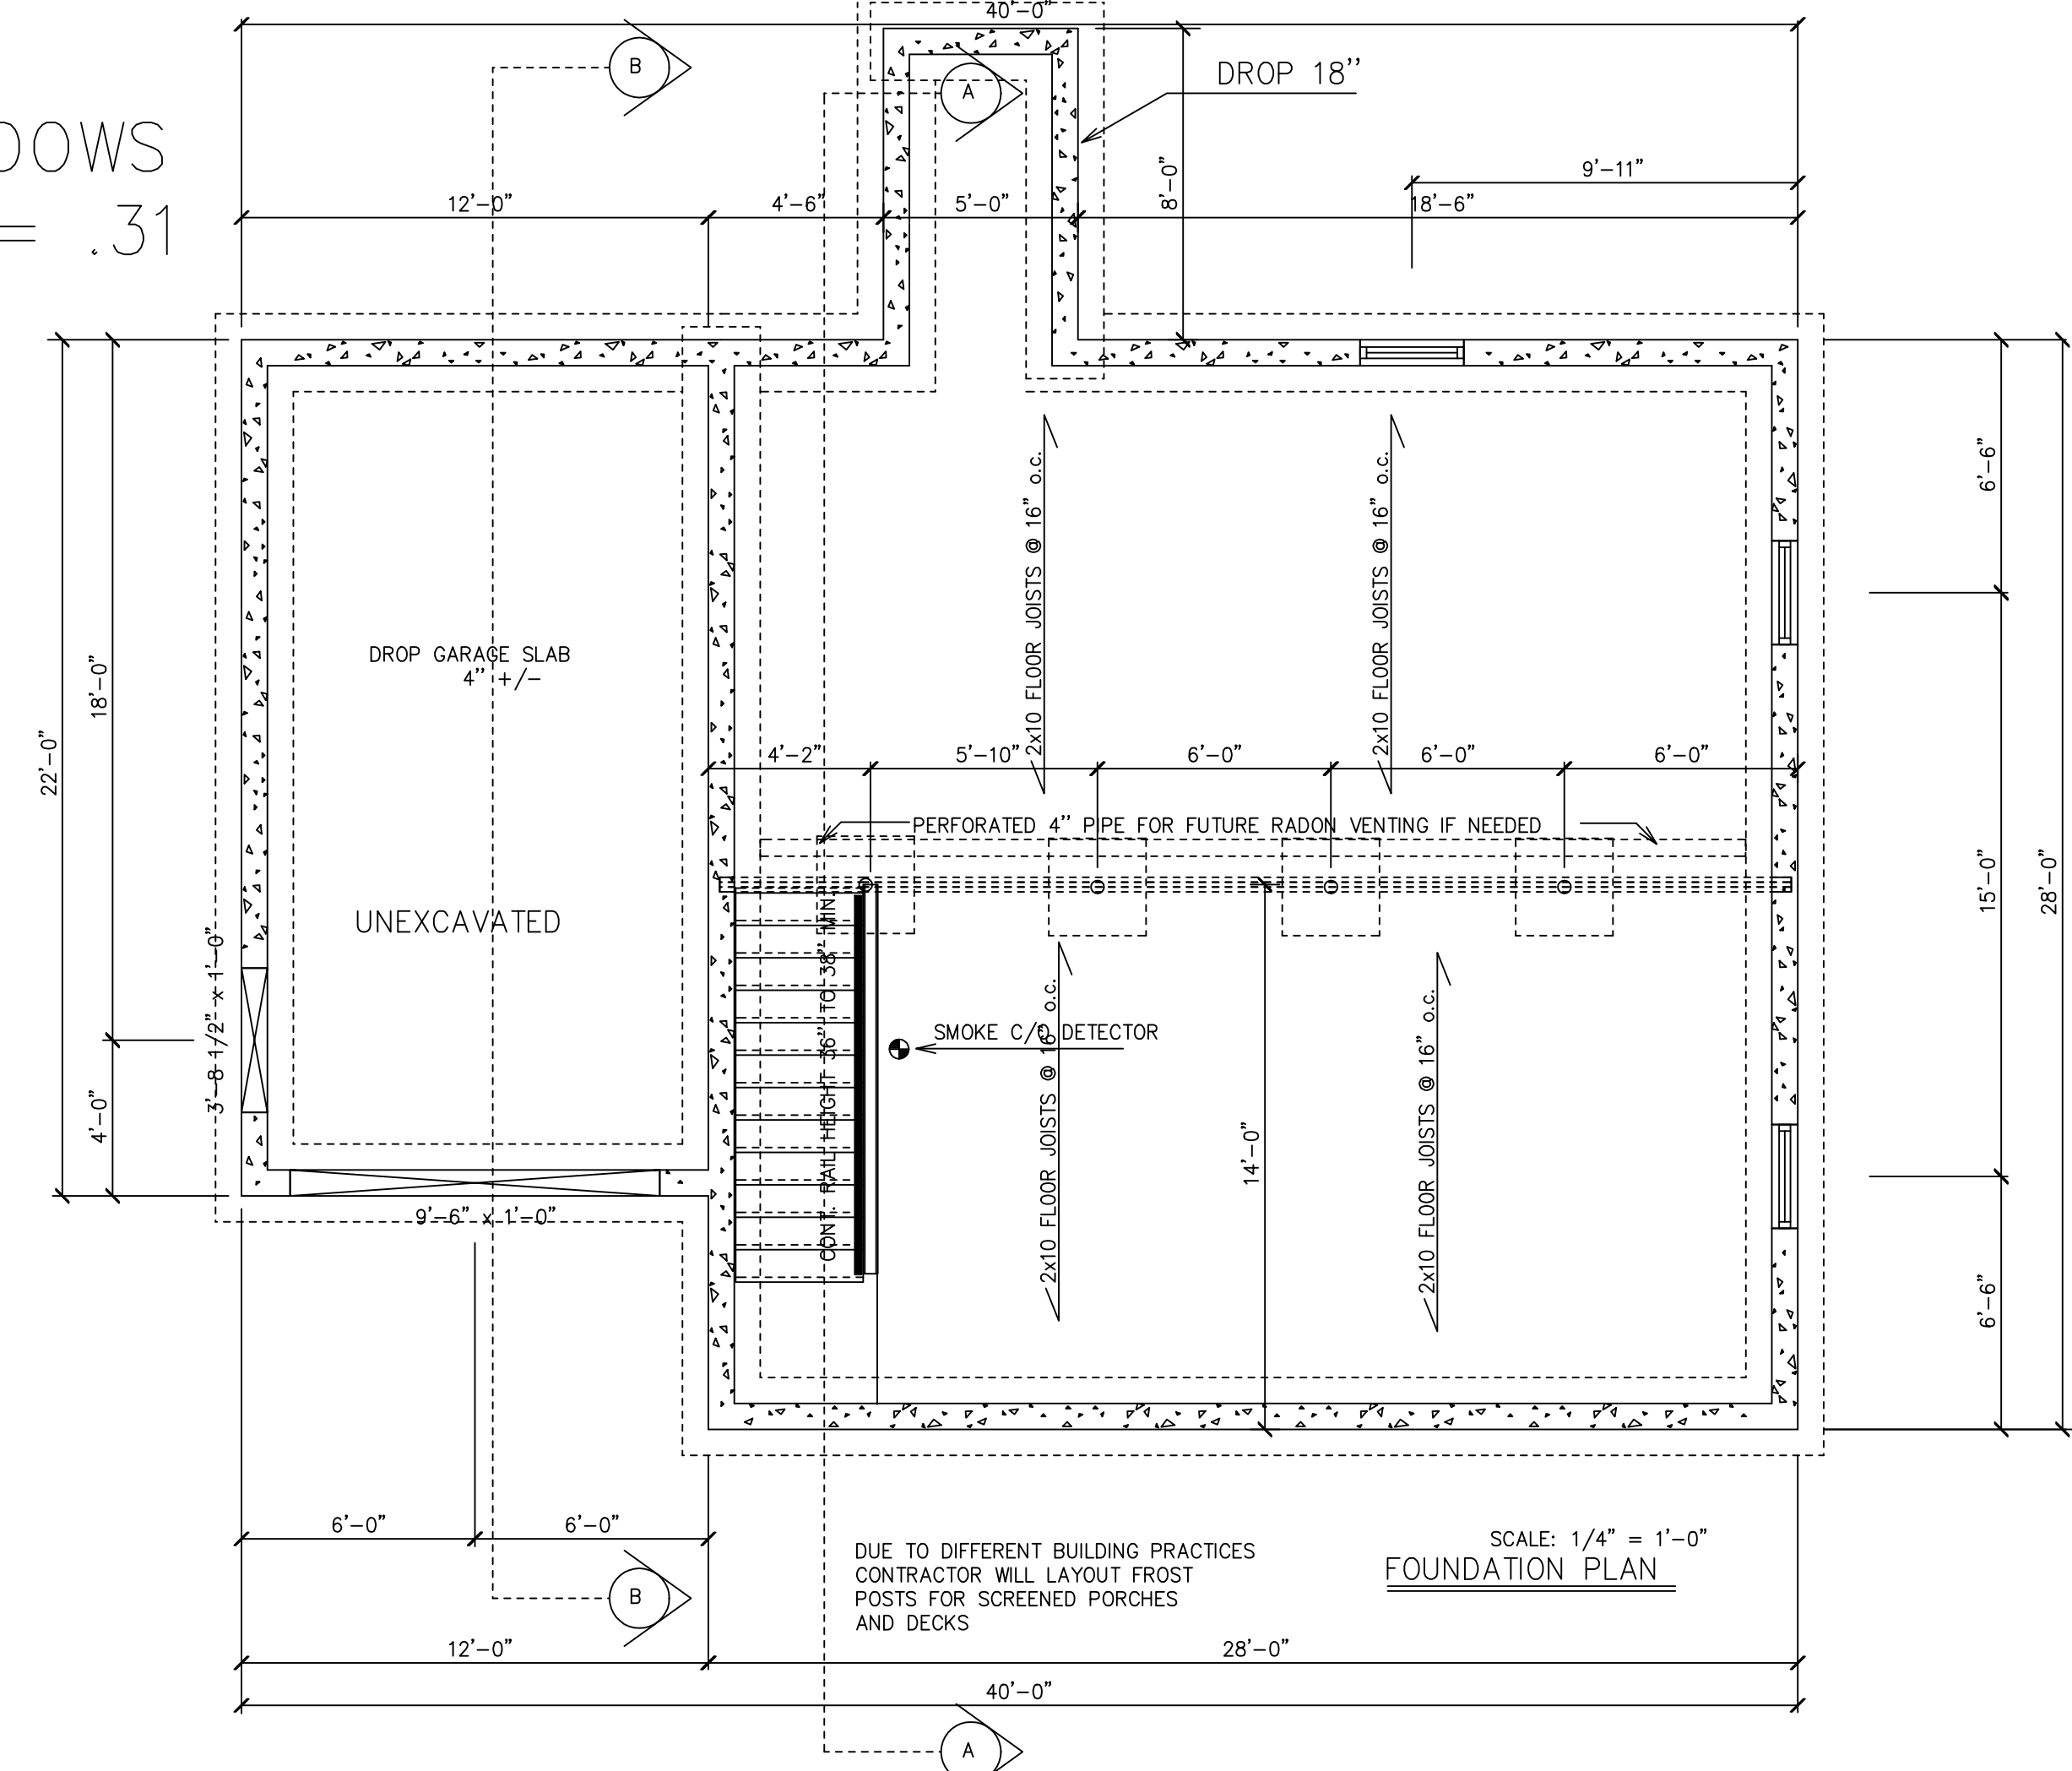 40'-0"
B
A
DROP 18"
DOWS
= .31
8'-0"
9'-11"
12'-0"
4'-6"
5'-0"
18'-6"
2x10 FLOOR JOISTS @ 16" o.c.
2x10 FLOOR JOISTS @ 16" o.c.
6'-6"
DROP GARAGE SLAB
4" +/-
18'-0"
22'-0"
4'-2"
5'-10"
6'-0"
6'-0"
6'-0"
PERFORATED 4" PIPE FOR FUTURE RADON VENTING IF NEEDED
15'-0"
28'-0"
UNEXCAVATED
3'-8 1/2" x 1'-0"
CONT. RAIL HEIGHT 36" TO 38" MIN.
SMOKE C/O DETECTOR
2x10 FLOOR JOISTS @ 16" o.c.
14'-0"
2x10 FLOOR JOISTS @ 16" o.c.
4'-0"
9'-6" x 1'-0"
6'-6"
6'-0"
6'-0"
DUE TO DIFFERENT BUILDING PRACTICES
CONTRACTOR WILL LAYOUT FROST
POSTS FOR SCREENED PORCHES
AND DECKS
SCALE: 1/4" = 1'-0"
FOUNDATION PLAN
B
12'-0"
28'-0"
40'-0"
A